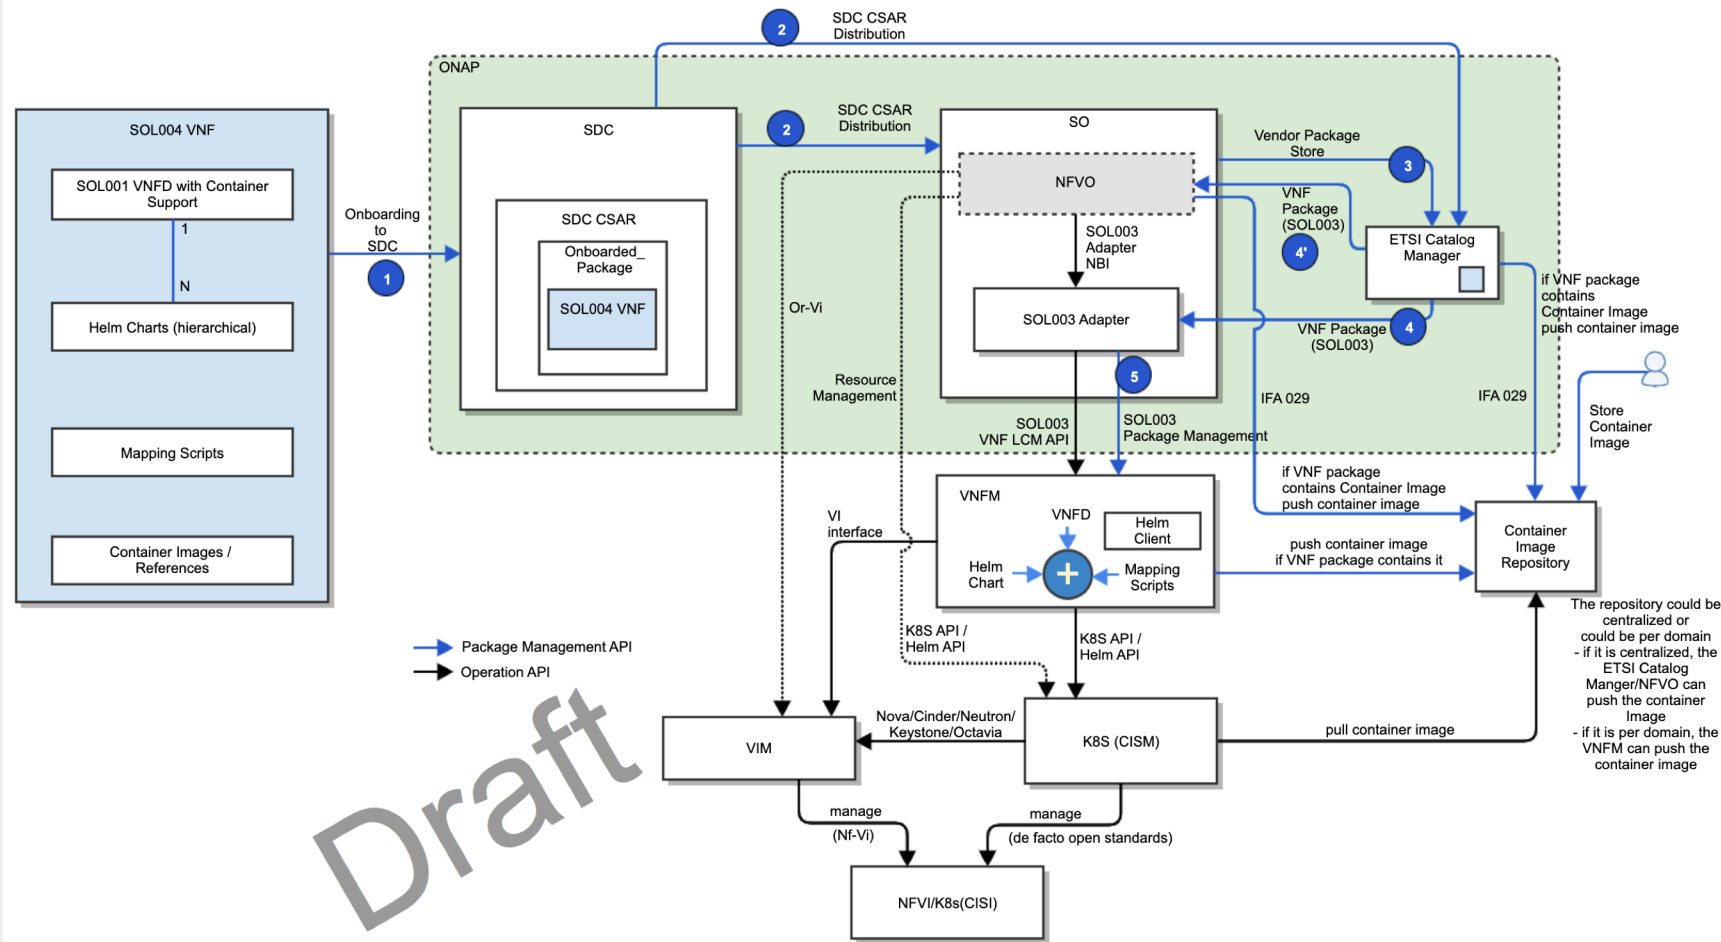 2
SDC CSAR
Distribution
ONAP
SOL004 VNF
SOL001 VNFD with Container
Support
1
N
Helm Charts (hierarchical)
Mapping Scripts
Container Images /
References
Onboarding
to
SDC
1
SDC
SDC CSAR
Onboarded_
Package
SOL004 VNF
2
SDC CSAR
Distribution
SO
NFVO
SOL003
Adapter
NBI
SOL003 Adapter
5
Vendor Package
Store
3
VNF
Package
(SOL003)
4'
ETSI Catalog
Manager
VNF Package
(SOL003)
4
if VNF package
contains
Container Image
push container image
Or-Vi
Resource
Management
SOL003
VNF LCM API
SOL003
Package Management
IFA 029
IFA 029
Store
Container
Image
VNFM
VNFD
Helm
Client
Helm
Chart
+
Mapping
Scripts
VI
interface
if VNF package
contains Container Image
push container image
push container image
if VNF package contains it
Container
Image
Repository
The repository could be
centralized or
could be per domain
- if it is centralized, the
ETSI Catalog
Manger/NFVO can
push the container
Image
- if it is per domain, the
VNFM can push the
container image
K8S API /
Helm API
K8S API /
Helm API
Package Management API
Operation API
Draft
VIM
Nova/Cinder/Neutron/
Keystone/Octavia
K8S (CISM)
pull container image
manage
(Nf-Vi)
manage
(de facto open standards)
NFVI/K8s(CISI)